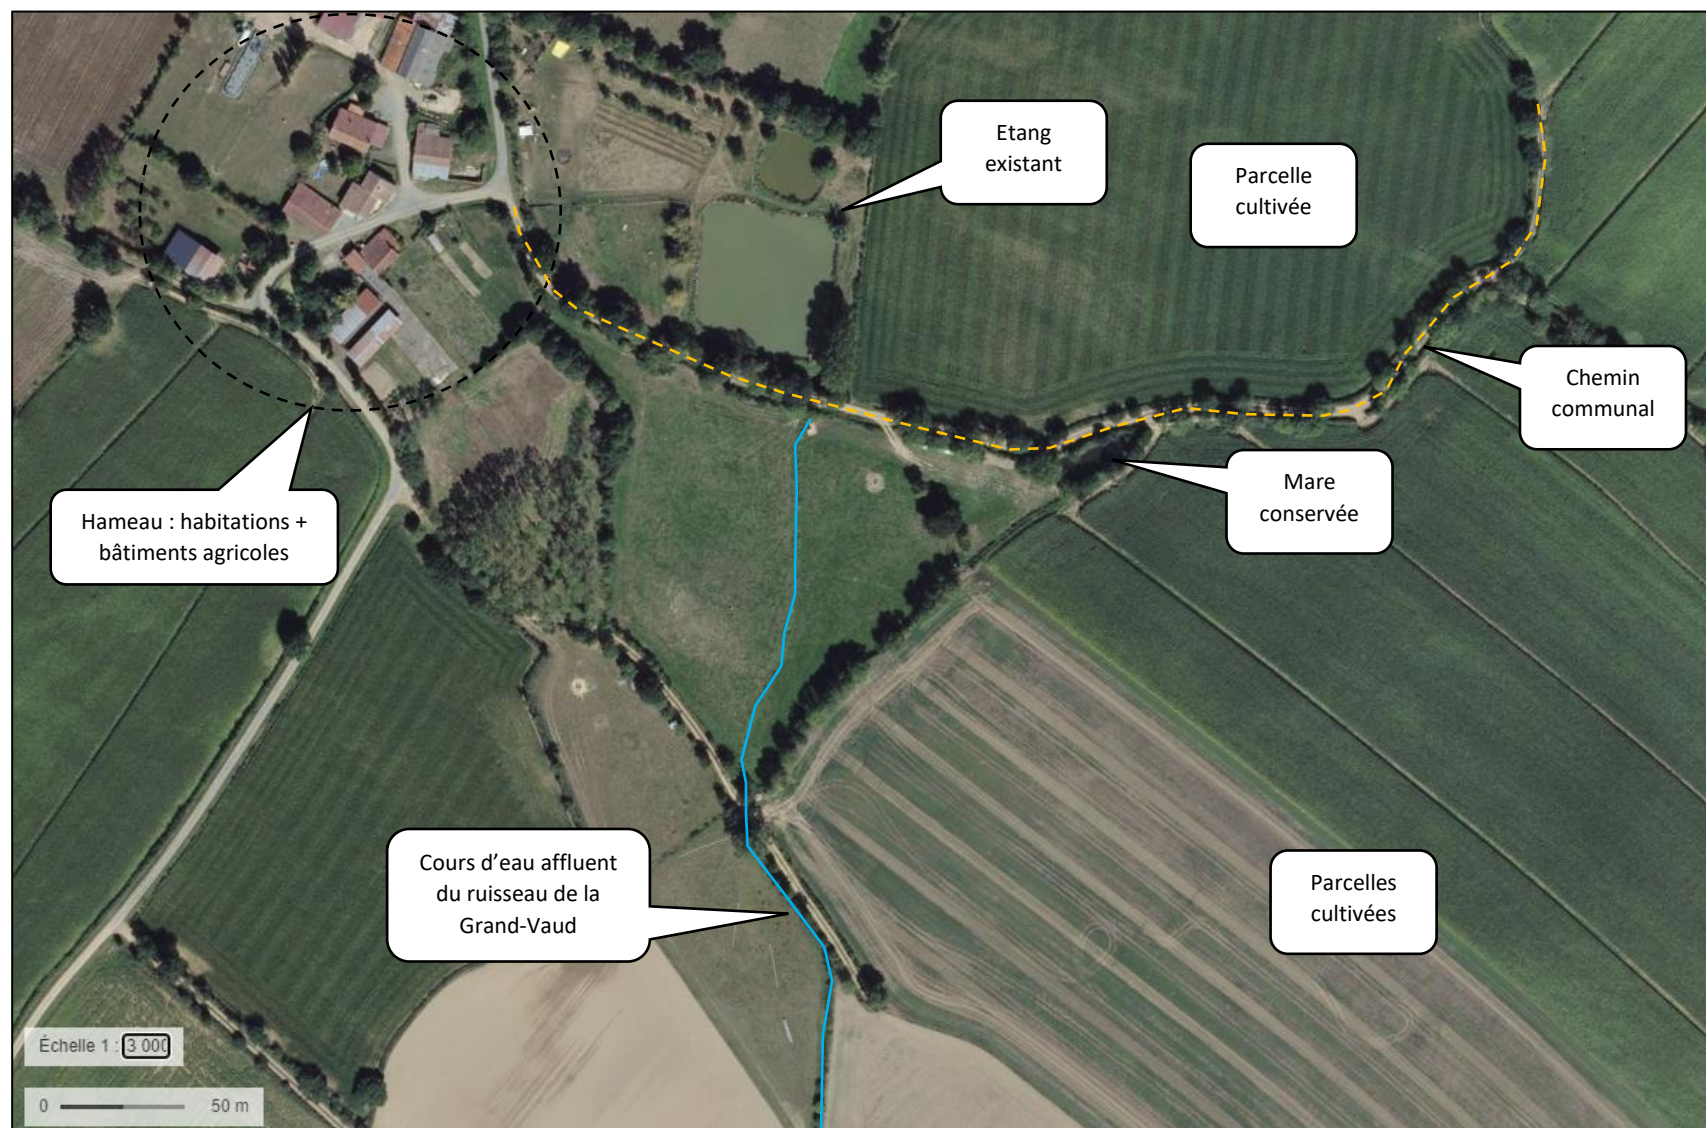 Etang
existant
Parcelle
cultivée
Chemin
communal
Mare
conservée
Hameau : habitations +
bâtiments agricoles
Cours d'eau affluent
du ruisseau de la
Grand-Vaud
Parcelles
cultivées
Échelle 1 : 3 000
0 50 m